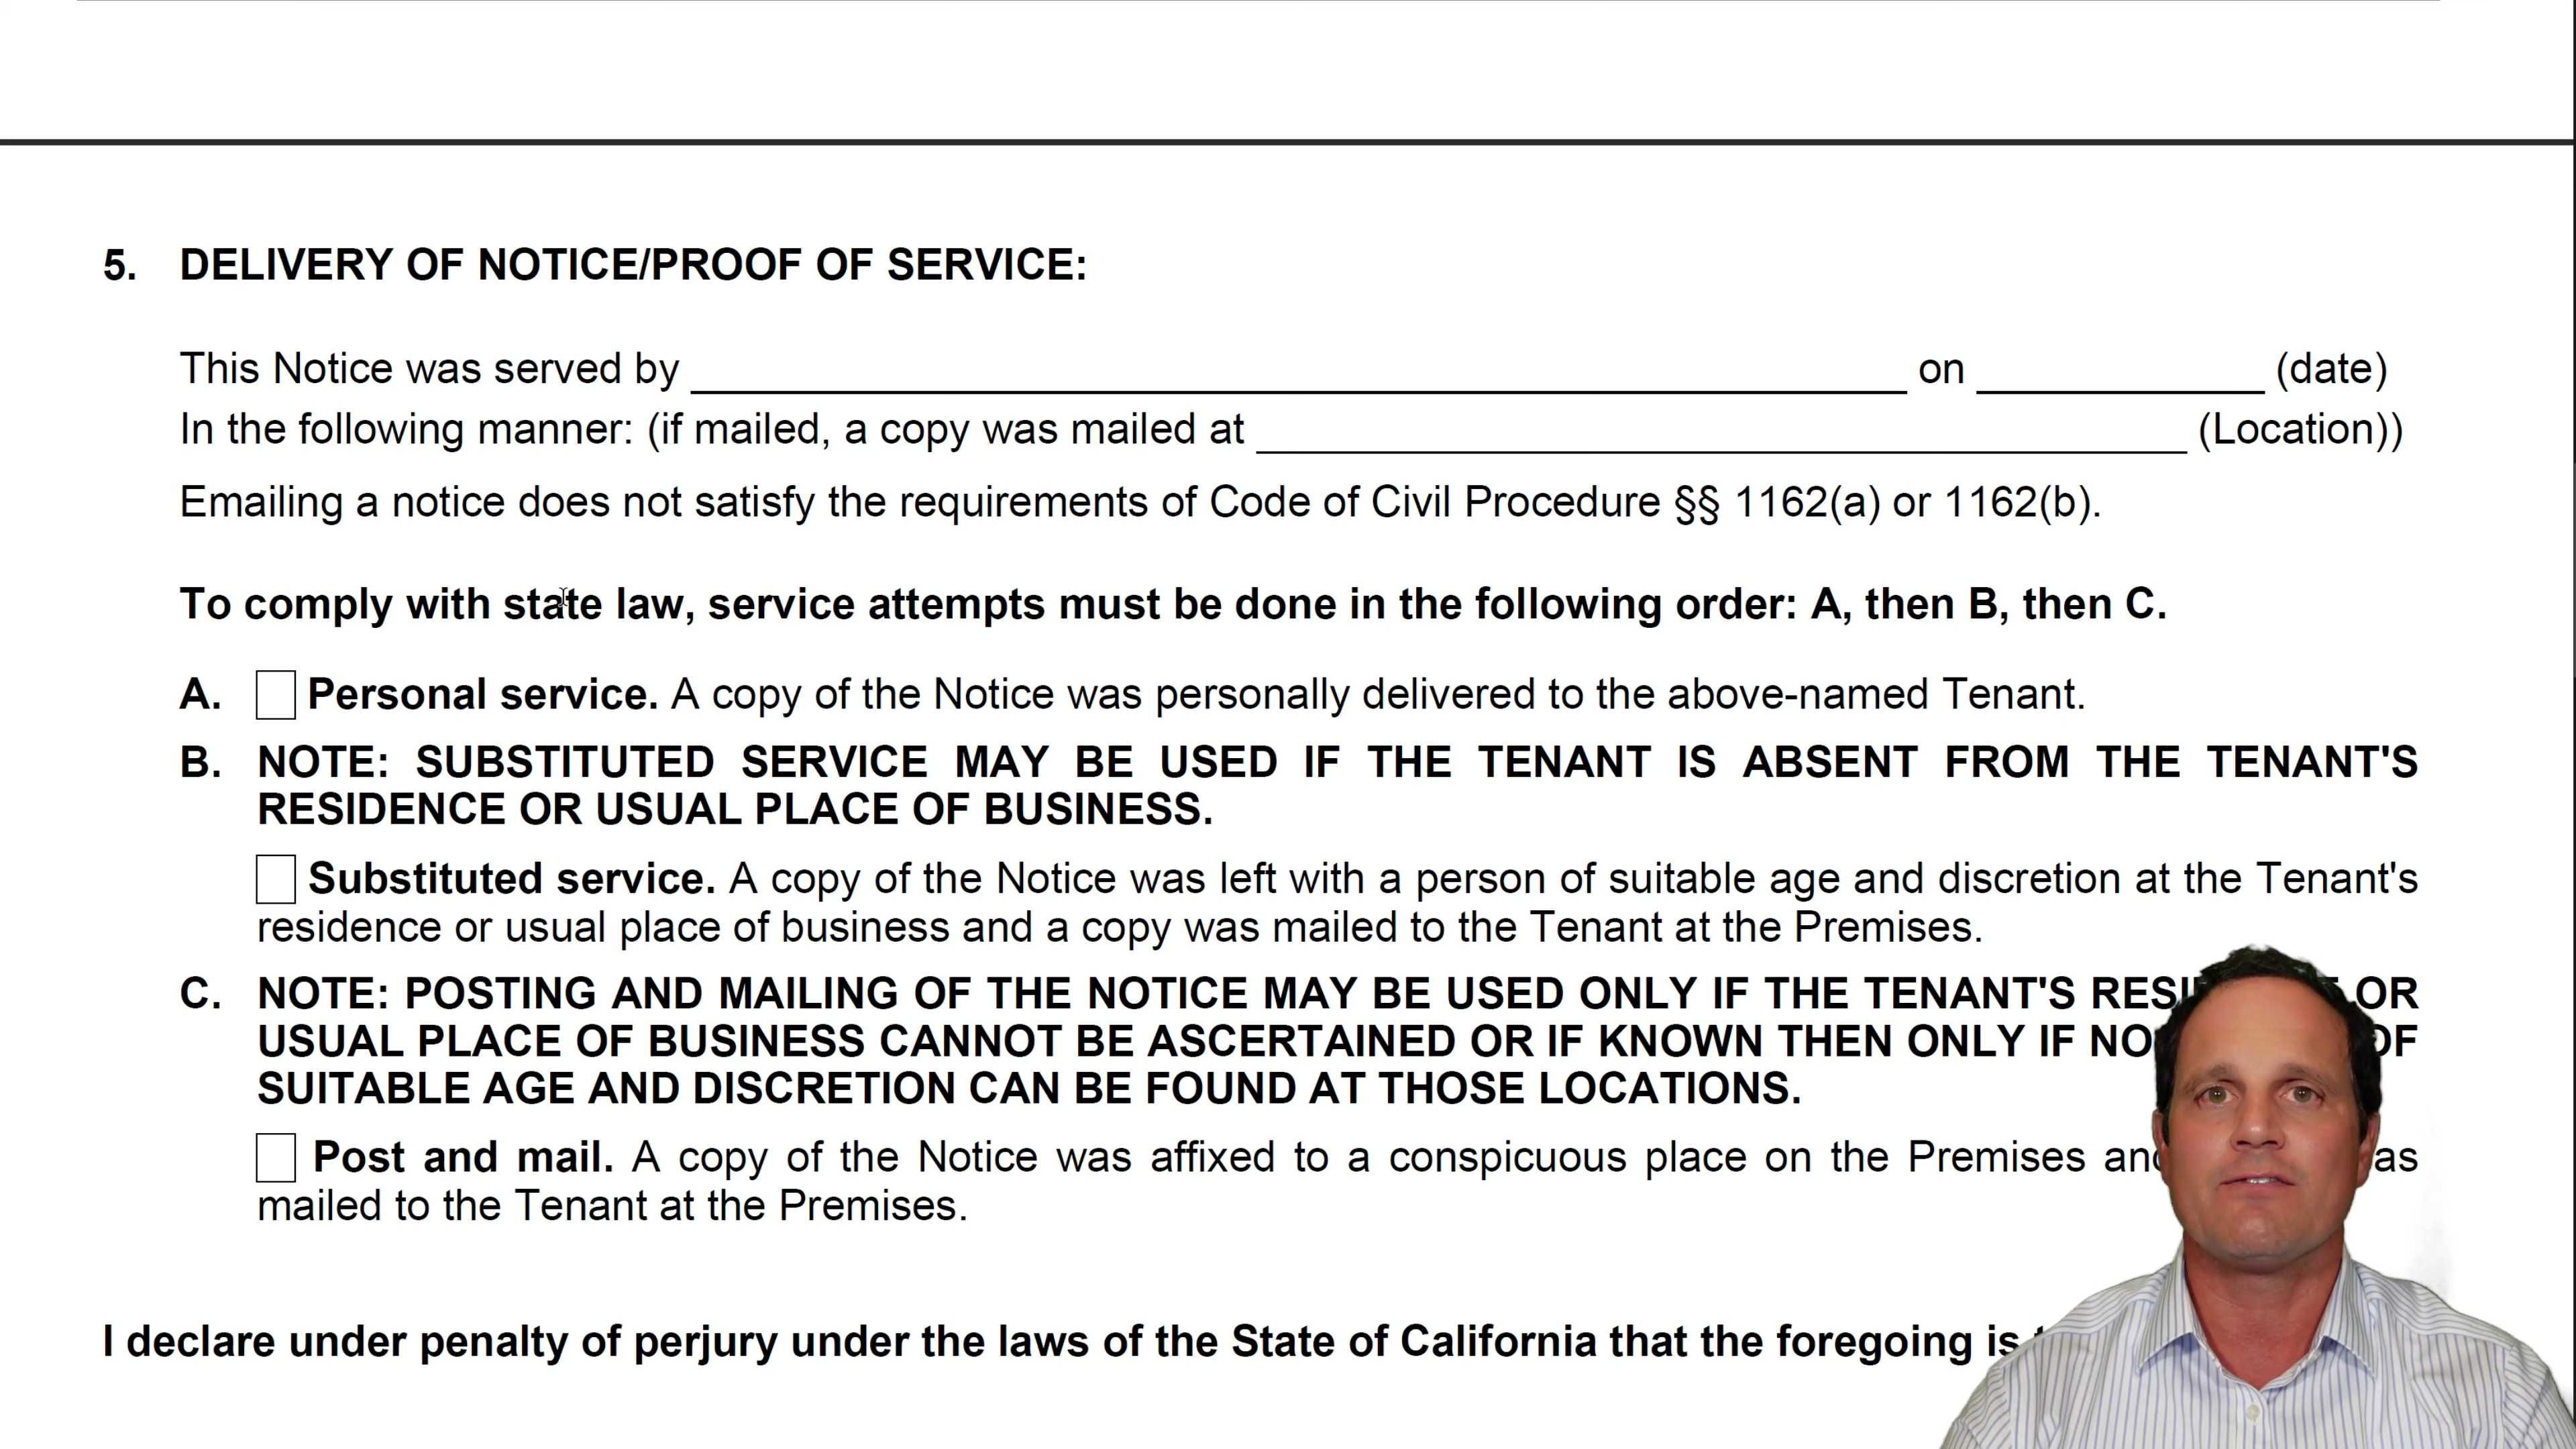 5. DELIVERY OF NOTICE/PROOF OF SERVICE:
This Notice was served by ______ on ______ (date)
In the following manner: (if mailed, a copy was mailed at ______ (Location))
Emailing a notice does not satisfy the requirements of Code of Civil Procedure §§ 1162(a) or 1162(b).
To comply with state law, service attempts must be done in the following order: A, then B, then C.
A. Personal service. A copy of the Notice was personally delivered to the above-named Tenant.
B. NOTE: SUBSTITUTED SERVICE MAY BE USED IF THE TENANT IS ABSENT FROM THE TENANT'S
RESIDENCE OR USUAL PLACE OF BUSINESS.
Substituted service. A copy of the Notice was left with a person of suitable age and discretion at the Tenant's
residence or usual place of business and a copy was mailed to the Tenant at the Premises.
C. NOTE: POSTING AND MAILING OF THE NOTICE MAY BE USED ONLY IF THE TENANT'S OR
USUAL PLACE OF BUSINESS CANNOT BE ASCERTAINED OR IF KNOWN THEN ONLY IF NO OF
SUITABLE AGE AND DISCRETION CAN BE FOUND AT THOSE LOCATIONS.
Post and mail. A copy of the Notice was affixed to a conspicuous place on the Premises
mailed to the Tenant at the Premises.
I declare under penalty of perjury under the laws of the State of California that the foregoing is